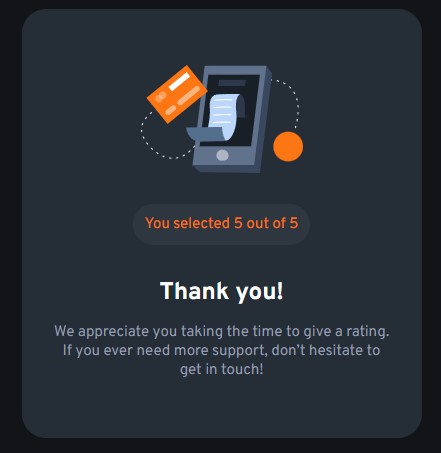 You selected 5 out of 5
Thank you!
We appreciate you taking the time to give a rating.
If you ever need more support, don’t hesitate to
get in touch!